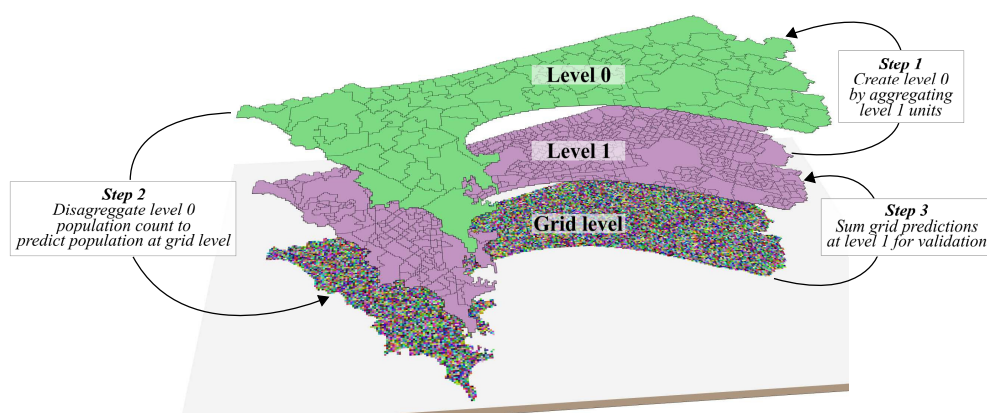 Level 0
Step 1
Create level 0
by aggregating
level 1 units
Level 1
Step 2
Disagreggate level 0
population count to
predict population at grid level
Grid level
Step 3
Sum grid predictions
at level 1 for validation